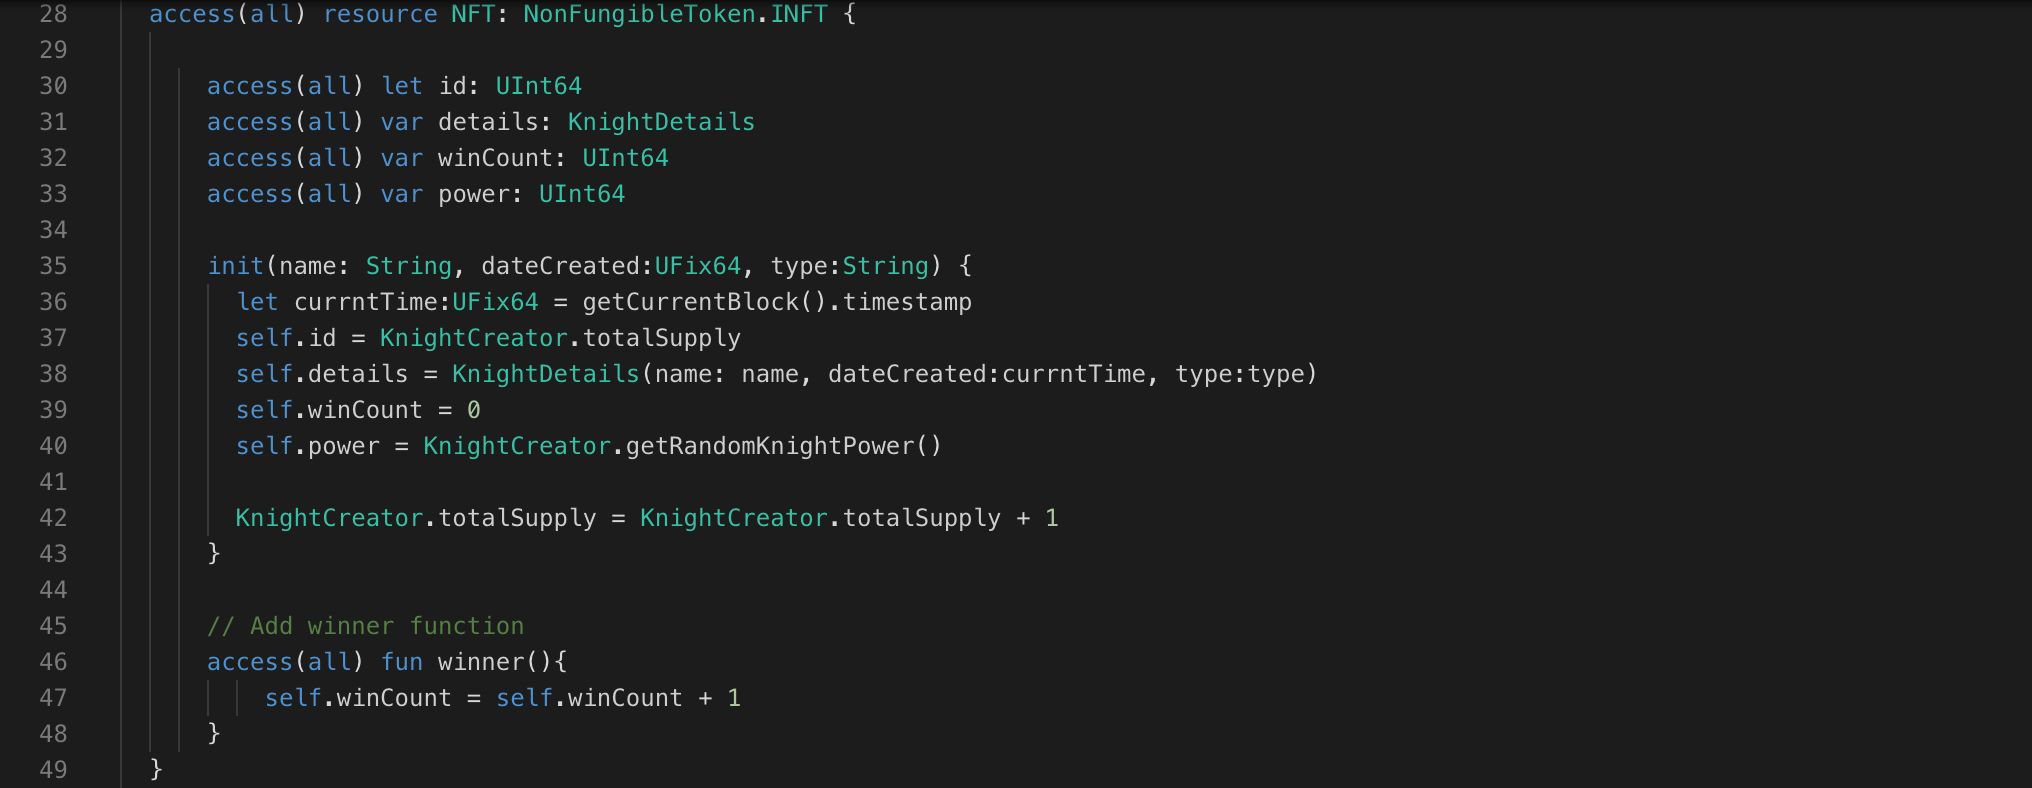 28 access(all) resource NFT: NonFungibleToken.INFT {
29
30 access(all) let id: UInt64
31 access(all) var details: KnightDetails
32 access(all) var winCount: UInt64
33 access(all) var power: UInt64
34
35 init(name: String, dateCreated:UFix64, type:String) {
36 let currntTime:UFix64 = getCurrentBlock().timestamp
37 self.id = KnightCreator.totalSupply
38 self.details = KnightDetails(name: name, dateCreated:currntTime, type:type)
39 self.winCount = 0
40 self.power = KnightCreator.getRandomKnightPower()
41
42 KnightCreator.totalSupply = KnightCreator.totalSupply + 1
43 }
44
45 // Add winner function
46 access(all) fun winner(){
47 self.winCount = self.winCount + 1
48 }
49 }